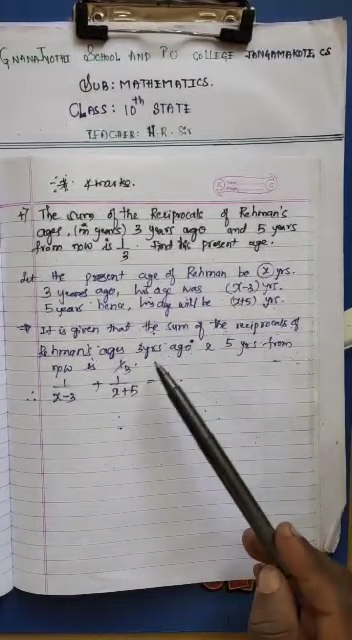 GNANAJYOTHI SCHOOL AND PU COLLEGE JANGAMAKOTE, CS
SUB: MATHEMATICS.
CLASS: 10th STATE
TEACHER: H.R. Sir
4 marks.
17 The sum of the Reciprocals of Rehman's
ages, (in years) 3 years ago and 5 years
from now is 1/3. Find his present age.
Let the present age of Rehman be x yrs.
3 years ago, his age was (x-3) yrs.
5 years hence, his age will be (x+5) yrs.
⇒ It is given that the sum of the reciprocals of
Rehman's ages 3yrs ago & 5 yrs from
now is 1/3.
∴ 1/x-3 + 1/x+5 =